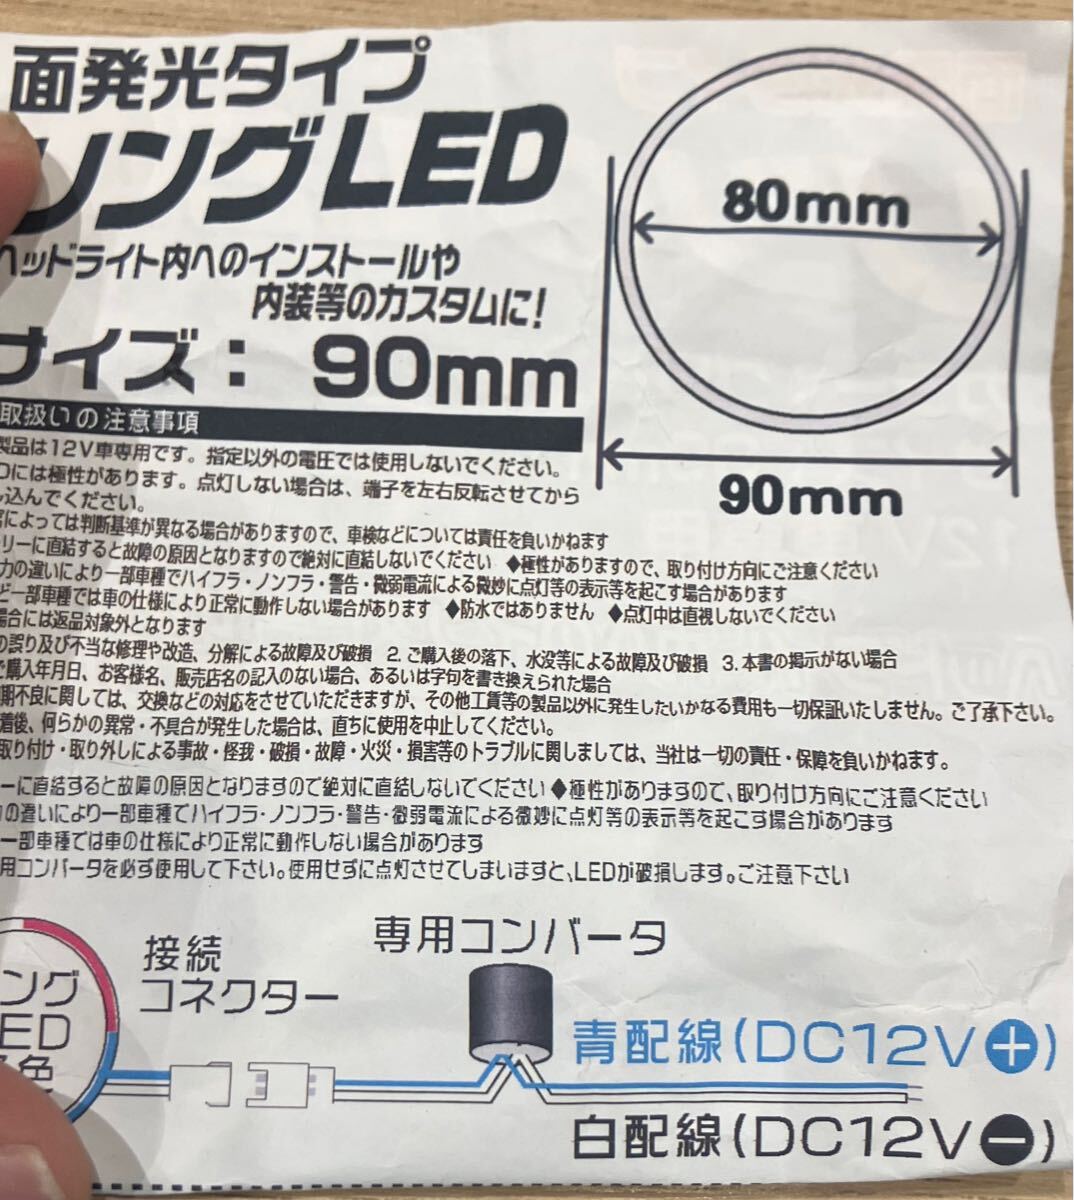 面発光タイプ
リングLED
ヘッドライト内へのインストールや
内装等のカスタムに!
サイズ: 90mm
80mm
90mm
取扱いの注意事項
製品は12V車専用です。指定以外の電圧では使用しないでください。
Dには極性があります。点灯しない場合は、端子を左右反転させてから
し込んでください。
によっては判断基準が異なる場合がありますので、車検などについては責任を負いかねます
リーに直結すると故障の原因となりますので絶対に直結しないでください ◆極性がありますので、取り付け方向にご注意ください
力の違いにより一部車種でハイフラ・ノンフラ・警告・微弱電流による微妙に点灯等の表示等を起こす場合があります
ど一部車種では車の仕様により正常に動作しない場合があります ◆防水ではありません ◆点灯中は直視しないでください
場合には返品対象外となります
の誤り及び不当な修理や改造、分解による故障及び破損 2. ご購入後の落下、水没等による故障及び破損 3. 本書の掲示がない場合
ご購入年月日、お客様名、販売店名の記入のない場合、あるいは字句を書き換えられた場合
期不良に関しては、交換などの対応をさせていただきますが、その他工賃等の製品以外に発生したいかなる費用も一切保証いたしません。ご了承下さい。
着後、何らかの異常・不具合が発生した場合は、直ちに使用を中止してください。
取り付け・取り外しによる事故・怪我・破損・故障・火災・損害等のトラブルに関しましては、当社は一切の責任・保障を負いかねます。
ーに直結すると故障の原因となりますので絶対に直結しないでください◆極性がありますので、取り付け方向にご注意ください
の違いにより一部車種でハイフラ・ノンフラ・警告・微弱電流による微妙に点灯等の表示等を起こす場合があります
一部車種では車の仕様により正常に動作しない場合があります
用コンバータを必ず使用して下さい。使用せずに点灯させてしまいますと、LEDが破損します。ご注意下さい
ング
ED
色
接続
コネクター
専用コンバータ
青配線(DC12V+)
白配線(DC12V−)